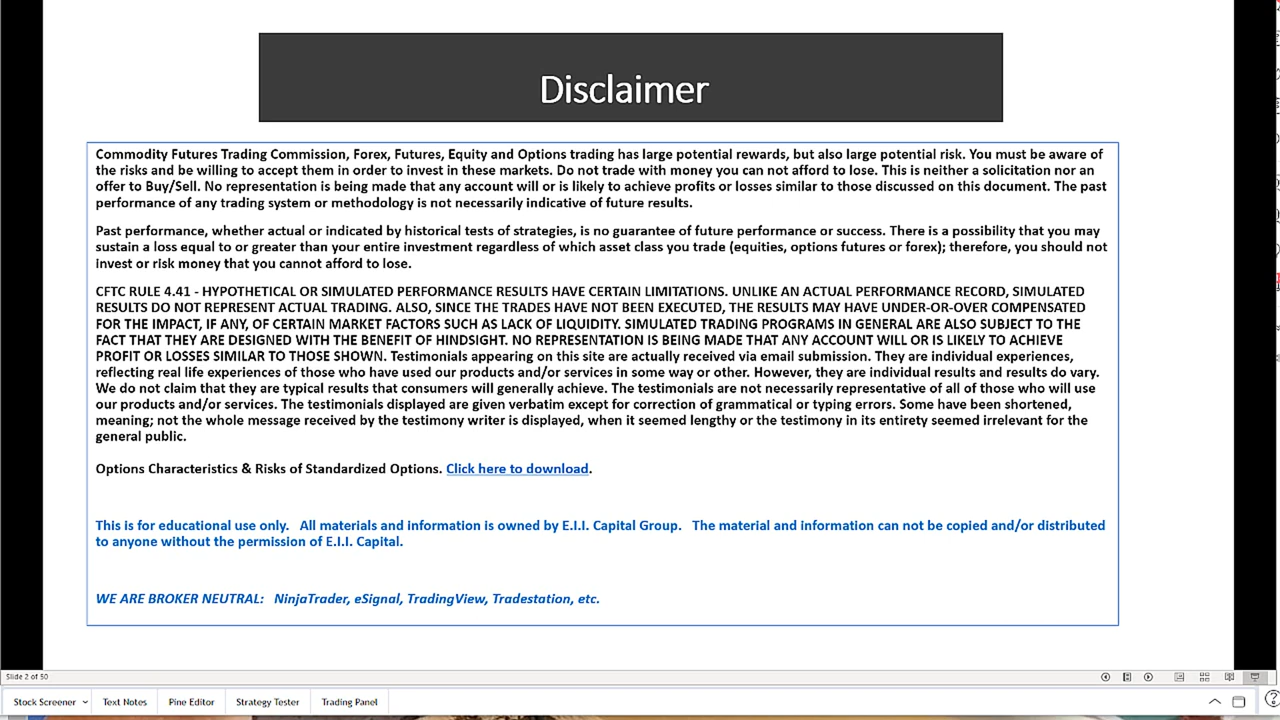 Disclaimer
Commodity Futures Trading Commission, Forex, Futures, Equity and Options trading has large potential rewards, but also large potential risk. You must be aware of
the risks and be willing to accept them in order to invest in these markets. Do not trade with money you can not afford to lose. This is neither a solicitation nor an
offer to Buy/Sell. No representation is being made that any account will or is likely to achieve profits or losses similar to those discussed on this document. The past
performance of any trading system or methodology is not necessarily indicative of future results.
Past performance, whether actual or indicated by historical tests of strategies, is no guarantee of future performance or success. There is a possibility that you may
sustain a loss equal to or greater than your entire investment regardless of which asset class you trade (equities, options futures or forex); therefore, you should not
invest or risk money that you cannot afford to lose.
CFTC RULE 4.41 - HYPOTHETICAL OR SIMULATED PERFORMANCE RESULTS HAVE CERTAIN LIMITATIONS. UNLIKE AN ACTUAL PERFORMANCE RECORD, SIMULATED
RESULTS DO NOT REPRESENT ACTUAL TRADING. ALSO, SINCE THE TRADES HAVE NOT BEEN EXECUTED, THE RESULTS MAY HAVE UNDER-OR-OVER COMPENSATED
FOR THE IMPACT, IF ANY, OF CERTAIN MARKET FACTORS SUCH AS LACK OF LIQUIDITY. SIMULATED TRADING PROGRAMS IN GENERAL ARE ALSO SUBJECT TO THE
FACT THAT THEY ARE DESIGNED WITH THE BENEFIT OF HINDSIGHT. NO REPRESENTATION IS BEING MADE THAT ANY ACCOUNT WILL OR IS LIKELY TO ACHIEVE
PROFIT OR LOSSES SIMILAR TO THOSE SHOWN. Testimonials appearing on this site are actually received via email submission. They are individual experiences,
reflecting real life experiences of those who have used our products and/or services in some way or other. However, they are individual results and results do vary.
We do not claim that they are typical results that consumers will generally achieve. The testimonials are not necessarily representative of all of those who will use
our products and/or services. The testimonials displayed are given verbatim except for correction of grammatical or typing errors. Some have been shortened,
meaning; not the whole message received by the testimony writer is displayed, when it seemed lengthy or the testimony in its entirety seemed irrelevant for the
general public.
Options Characteristics & Risks of Standardized Options. Click here to download.
This is for educational use only. All materials and information is owned by E.I.I. Capital Group. The material and information can not be copied and/or distributed
to anyone without the permission of E.I.I. Capital.
WE ARE BROKER NEUTRAL: NinjaTrader, eSignal, TradingView, Tradestation, etc.
Slide 2 of 50
Stock Screener Text Notes Pine Editor Strategy Tester Trading Panel